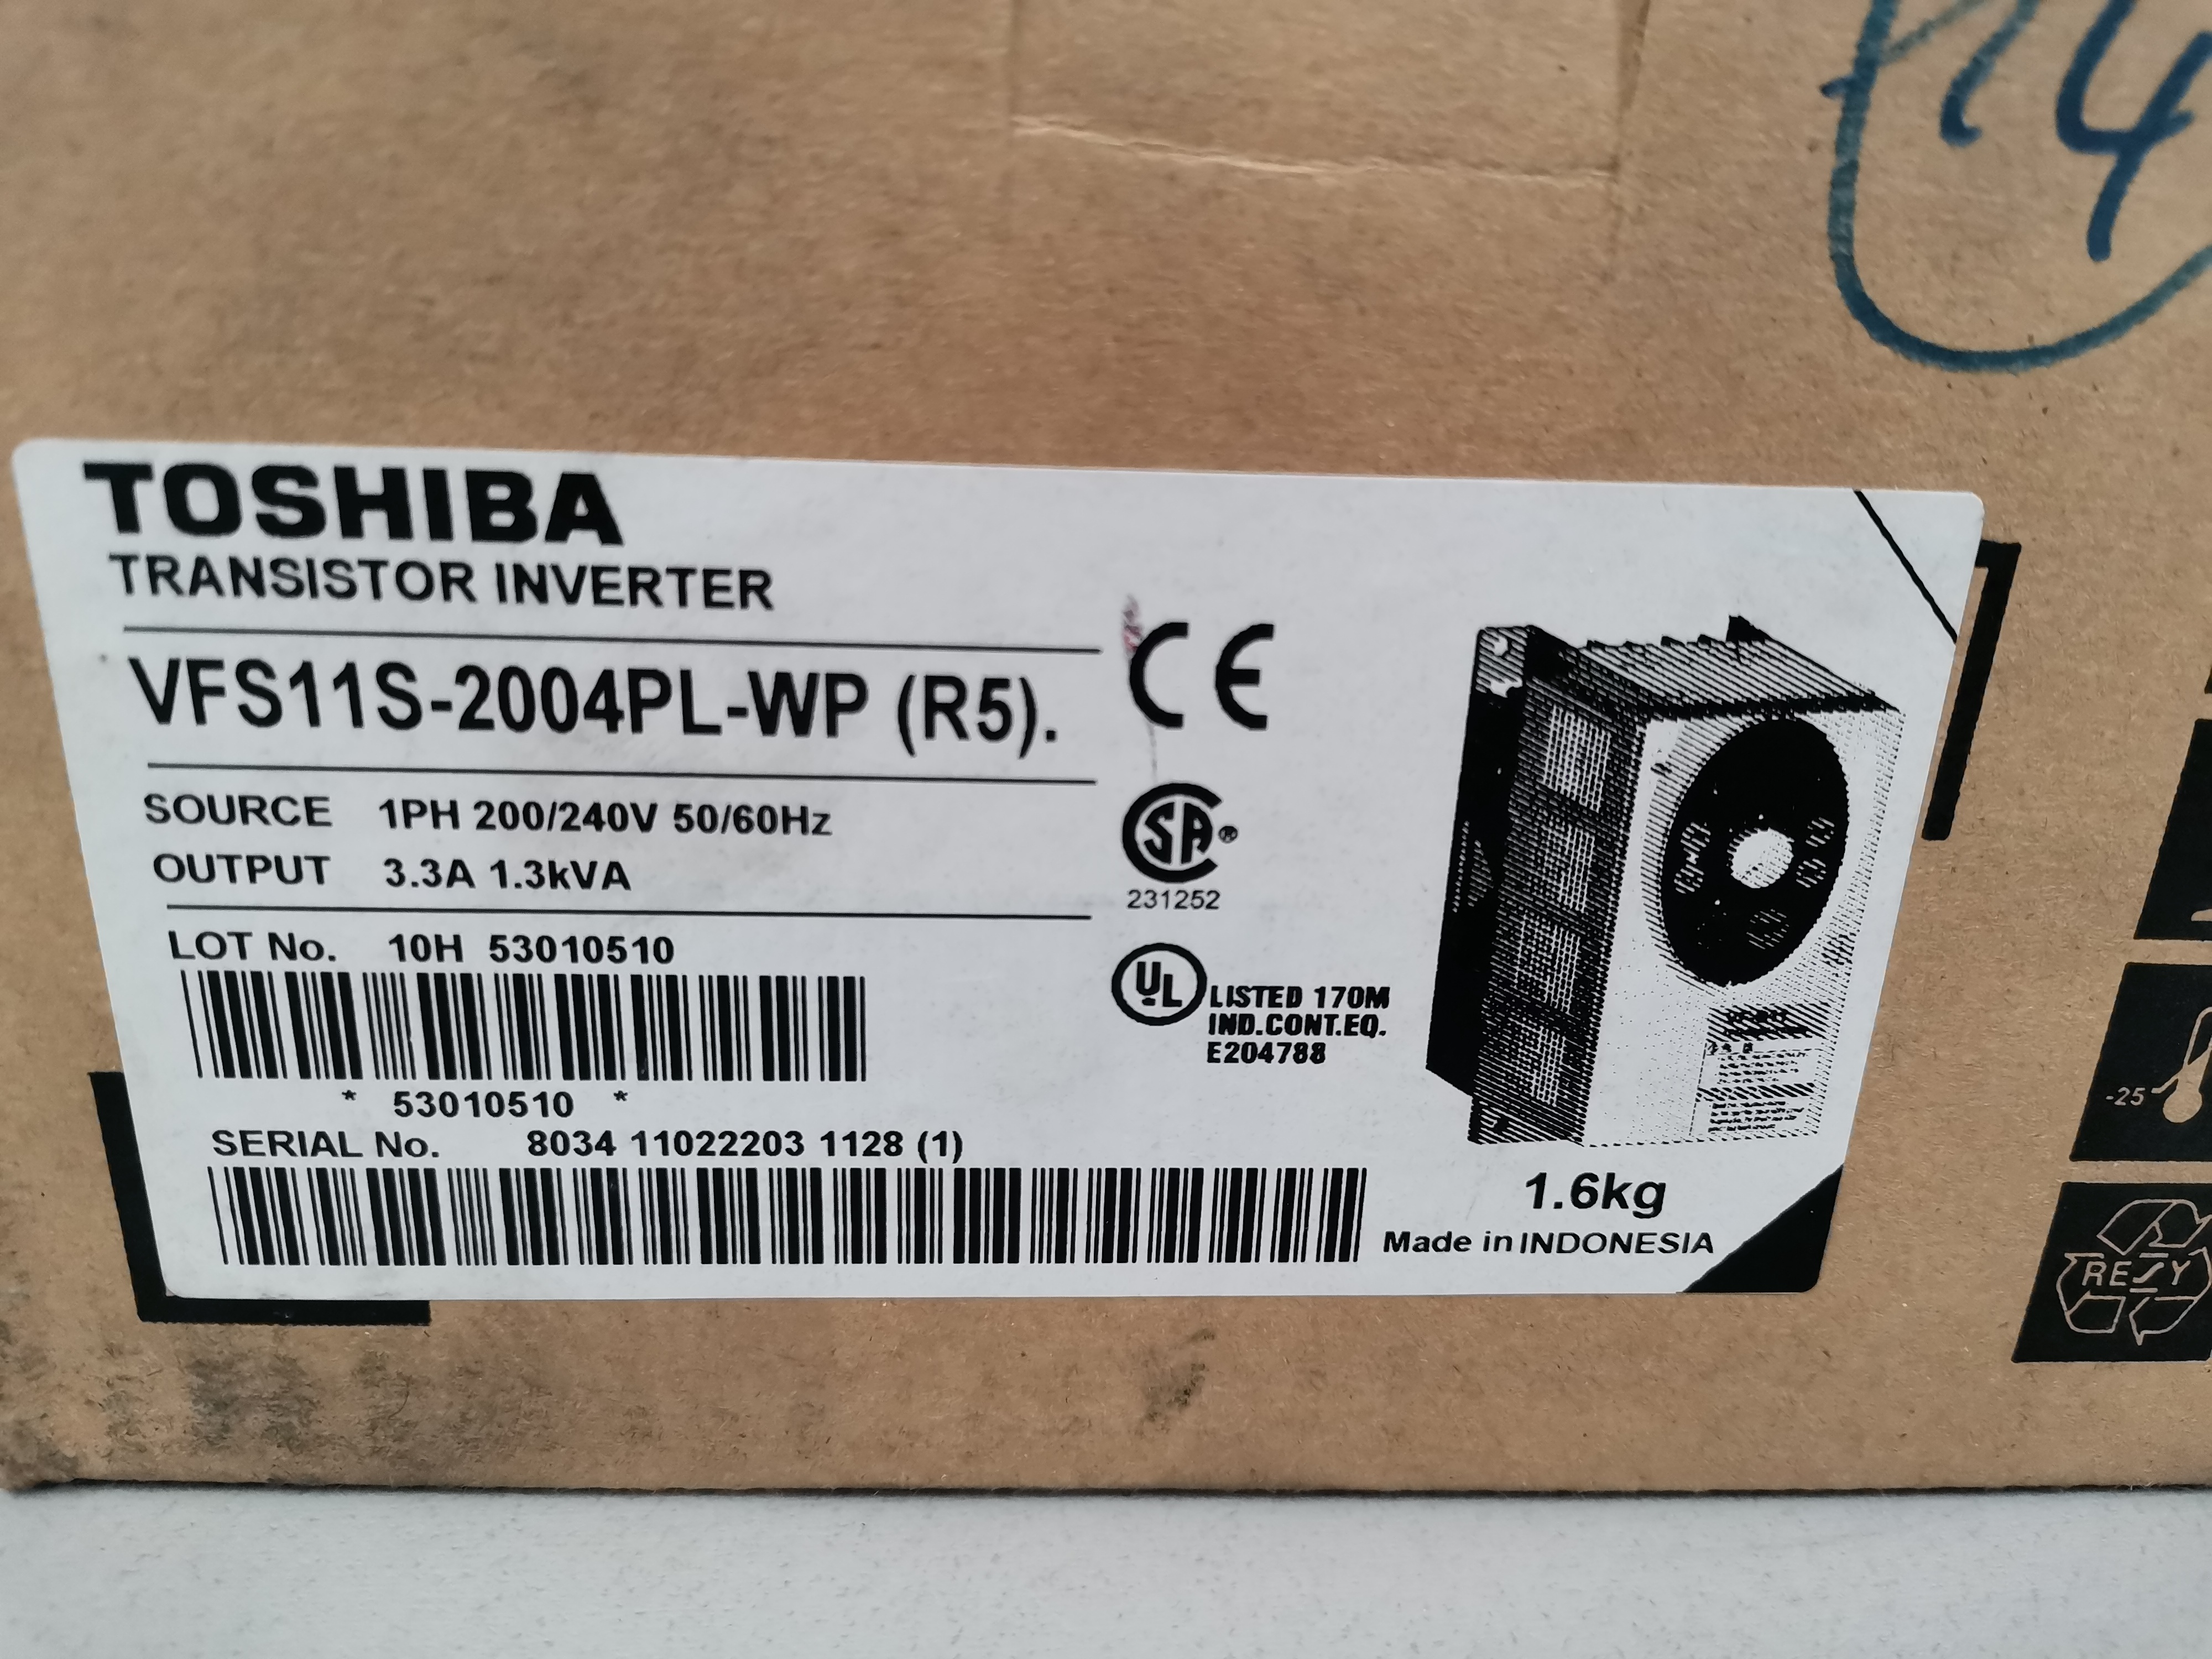 14
TOSHIBA
TRANSISTOR INVERTER
VFS11S-2004PL-WP (R5).
SOURCE 1PH 200/240V 50/60Hz
OUTPUT 3.3A 1.3kVA
LOT No. 10H 53010510
* 53010510 *
SERIAL No. 8034 11022203 1128 (1)
CE
SA®
231252
UL LISTED 170M
IND.CONT.EQ.
E204788
1.6kg
Made in INDONESIA
-25
RESY